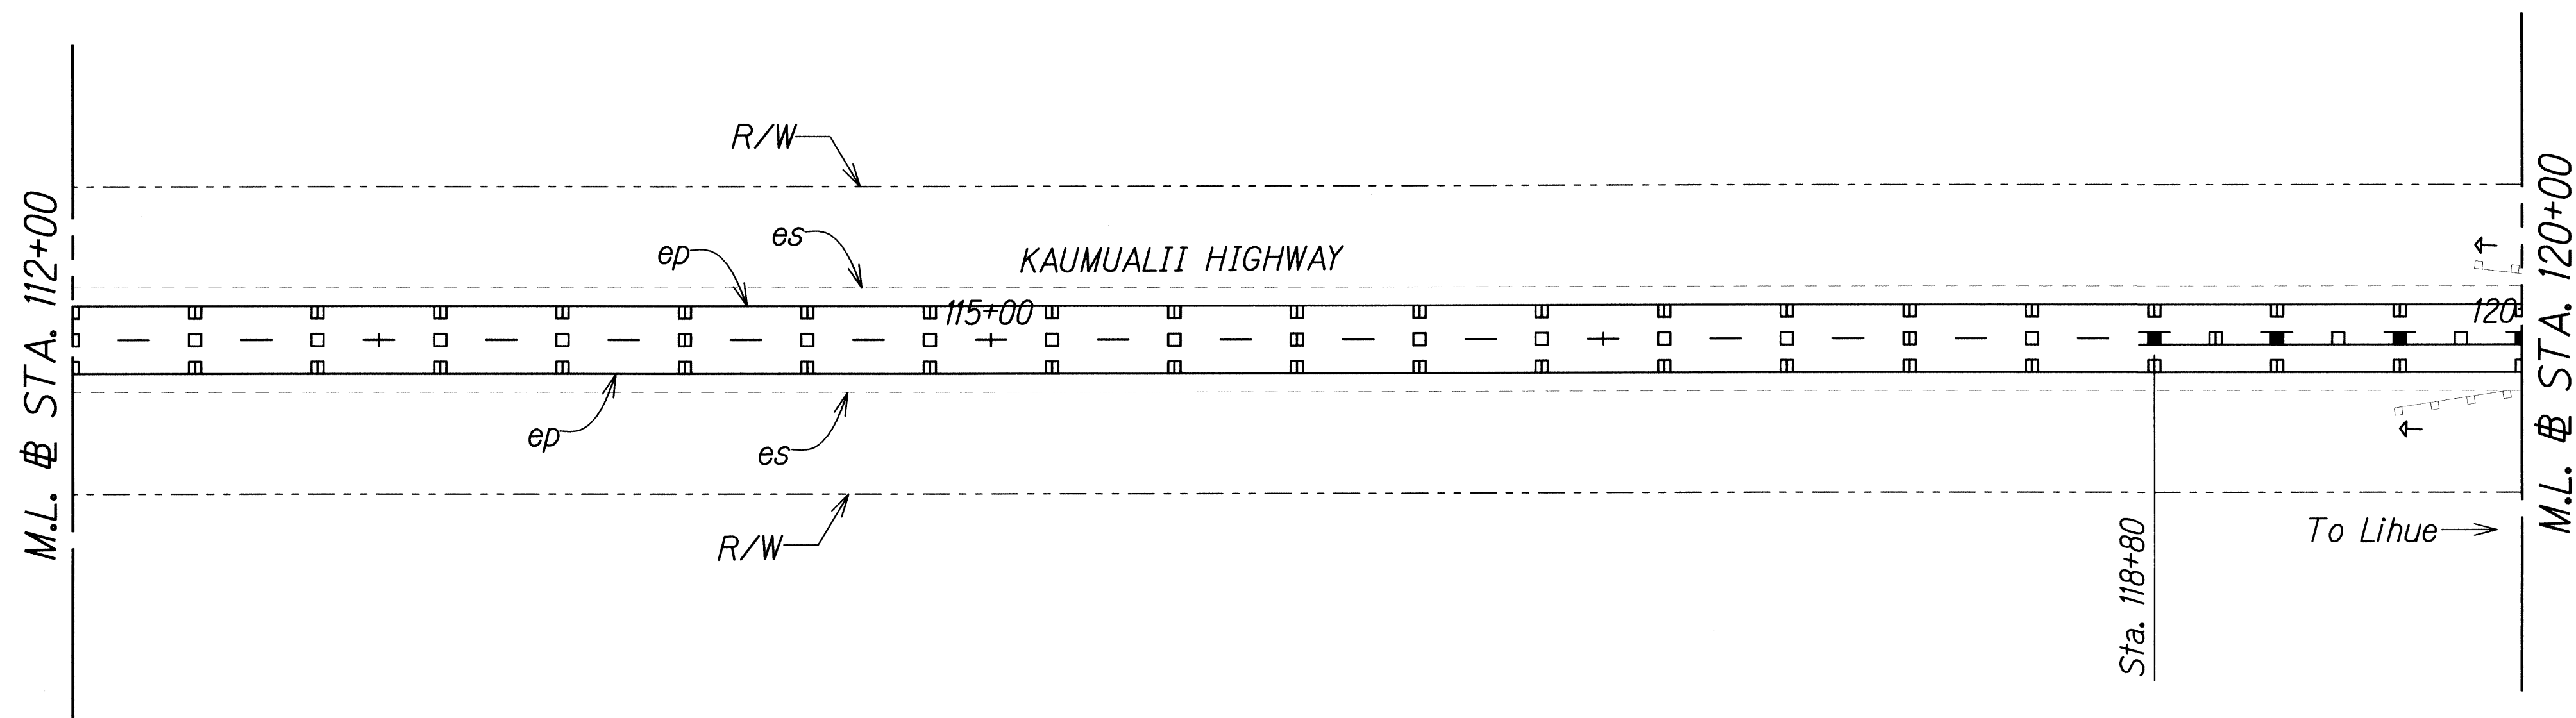 M.L. ℄ STA. 112+00
R/W
ep
es
KAUMUALII HIGHWAY
115+00
120
ep
es
R/W
Sta. 118+80
To Lihue
M.L. ℄ STA. 120+00